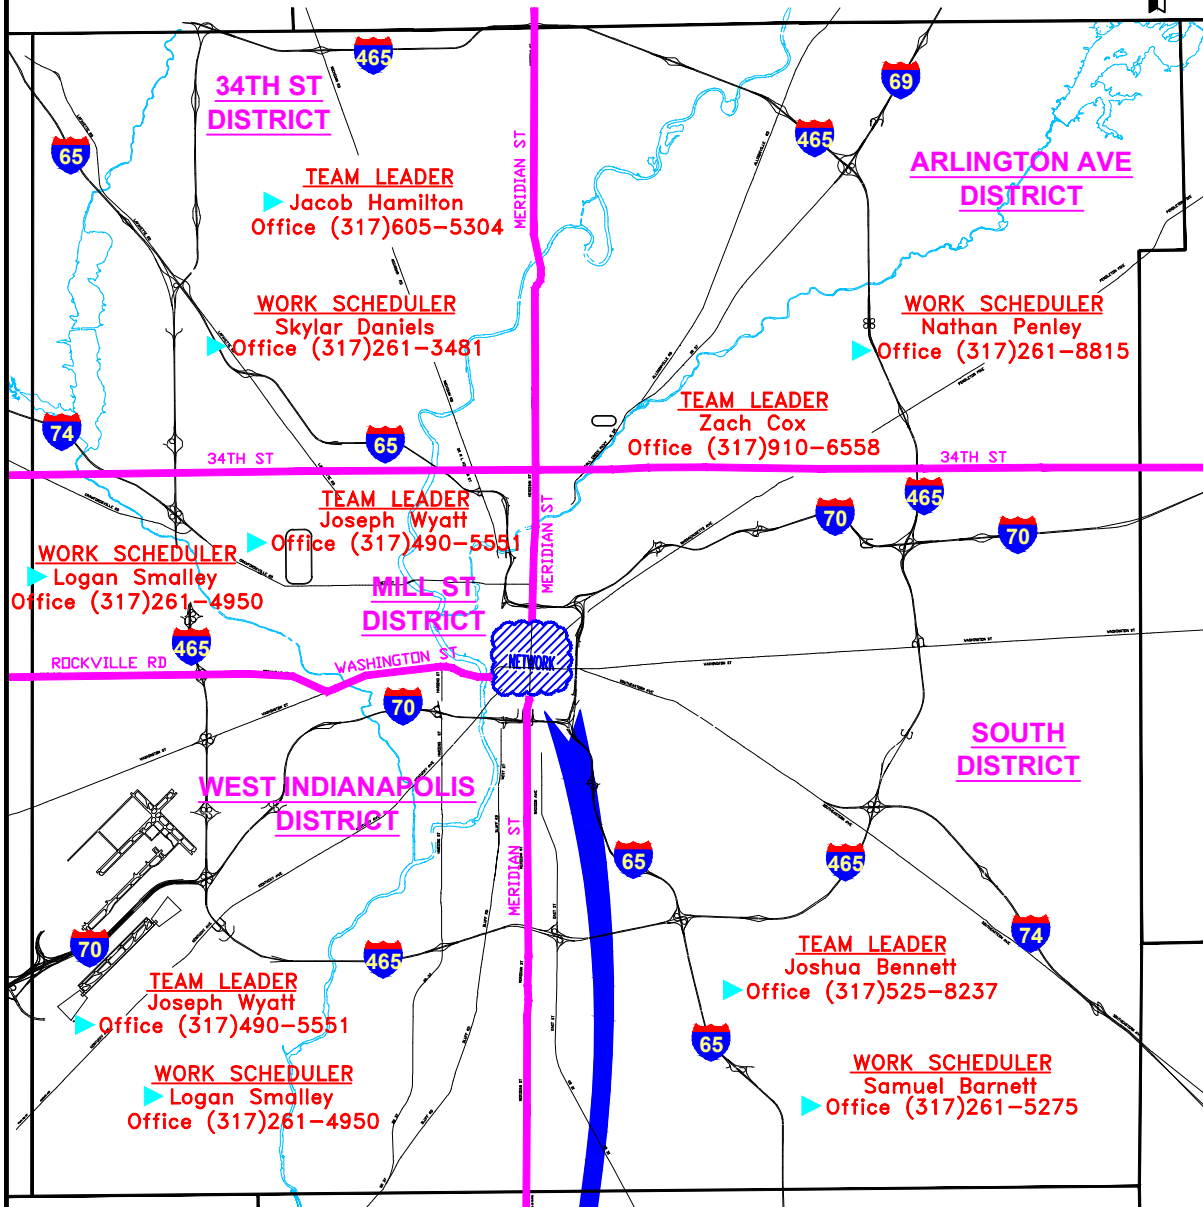 465
69
34TH ST
DISTRICT
65
465
MERIDIAN ST
ARLINGTON AVE
DISTRICT
TEAM LEADER
Jacob Hamilton
Office (317)605-5304
WORK SCHEDULER
Skylar Daniels
Office (317)261-3481
WORK SCHEDULER
Nathan Penley
Office (317)261-8815
TEAM LEADER
Zach Cox
Office (317)910-6558
74
65
34TH ST
34TH ST
465
TEAM LEADER
Joseph Wyatt
Office (317)490-5551
70
70
MERIDIAN ST
WORK SCHEDULER
Logan Smalley
Office (317)261-4950
MILL ST
DISTRICT
465
ROCKVILLE RD
WASHINGTON ST.
NETWORK
WASHINGTON ST
WASHINGTON ST
SOUTHEASTERN AVE
70
SOUTH
DISTRICT
WEST INDIANAPOLIS
DISTRICT
MERIDIAN ST
65
465
70
465
74
TEAM LEADER
Joshua Bennett
Office (317)525-8237
TEAM LEADER
Joseph Wyatt
Office (317)490-5551
65
WORK SCHEDULER
Samuel Barnett
Office (317)261-5275
WORK SCHEDULER
Logan Smalley
Office (317)261-4950